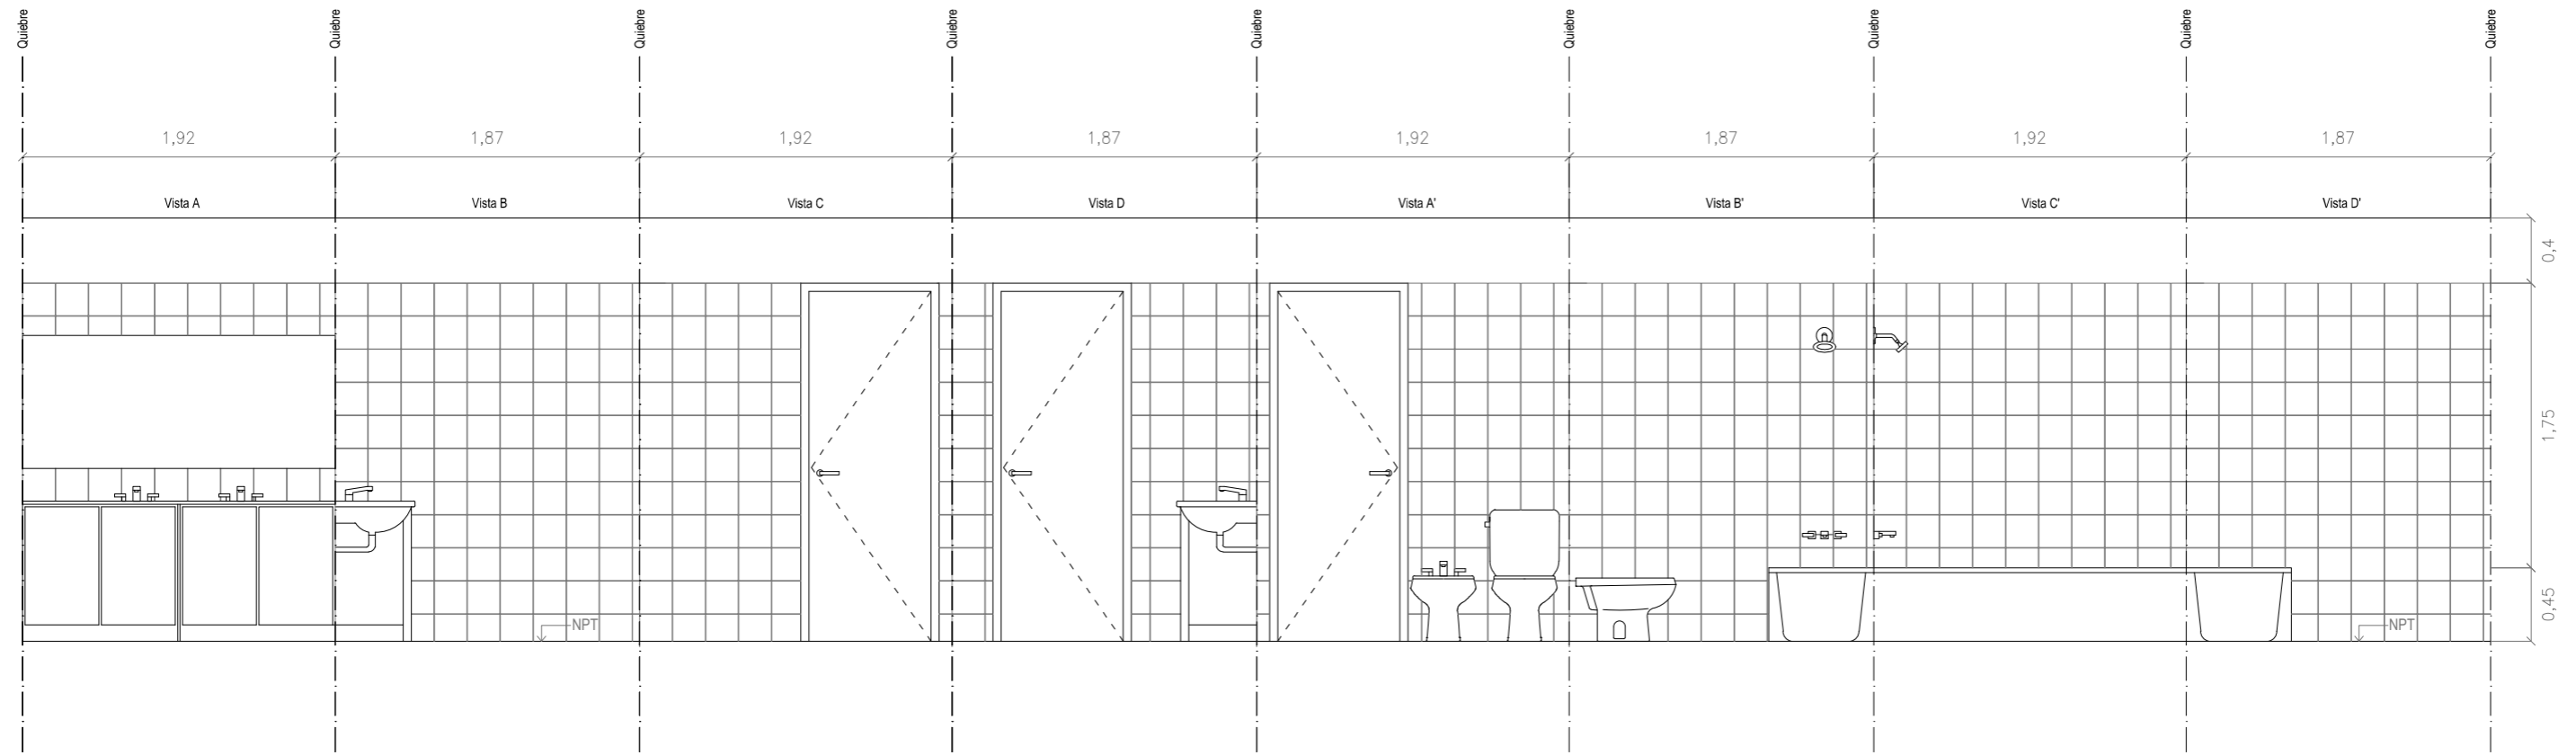 Quiebre
Quiebre
Quiebre
Quiebre
Quiebre
Quiebre
Quiebre
Quiebre
Quiebre
1,92
1,87
1,92
1,87
1,92
1,87
1,92
1,87
Vista A
Vista B
Vista C
Vista D
Vista A'
Vista B'
Vista C'
Vista D'
0,4
1,75
0,45
NPT
NPT